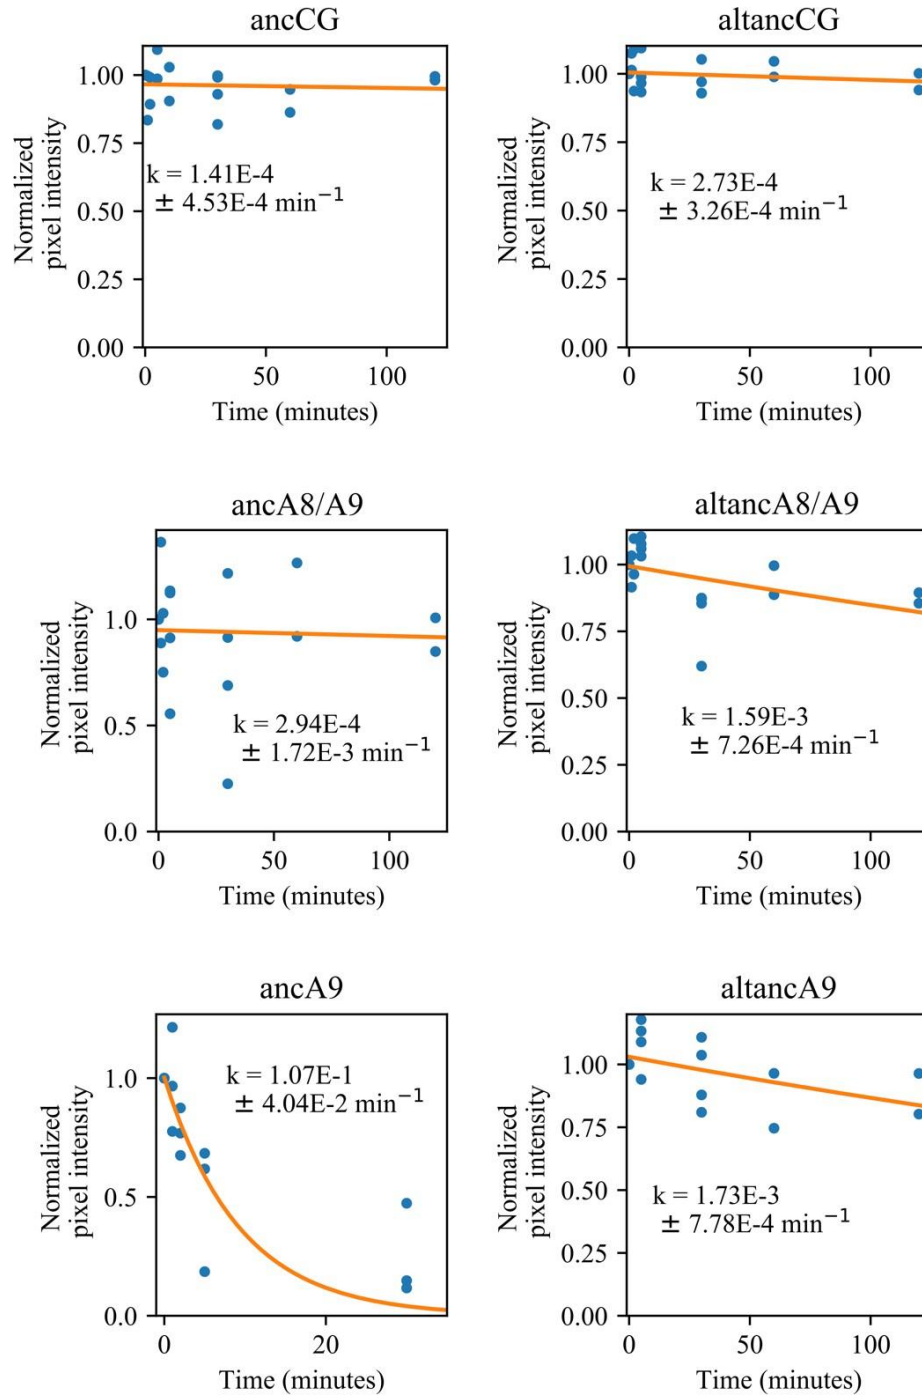 ancCG
Normalized
pixel intensity
1.00
0.75
0.50
0.25
0.00
k = 1.41E-4
± 4.53E-4 min⁻¹
0 50 100
Time (minutes)
altancCG
Normalized
pixel intensity
1.00
0.75
0.50
0.25
0.00
k = 2.73E-4
± 3.26E-4 min⁻¹
0 50 100
Time (minutes)
ancA8/A9
Normalized
pixel intensity
1.0
0.5
0.0
k = 2.94E-4
± 1.72E-3 min⁻¹
0 50 100
Time (minutes)
altancA8/A9
Normalized
pixel intensity
1.00
0.75
0.50
0.25
0.00
k = 1.59E-3
± 7.26E-4 min⁻¹
0 50 100
Time (minutes)
ancA9
Normalized
pixel intensity
1.0
0.5
0.0
k = 1.07E-1
± 4.04E-2 min⁻¹
0 20
Time (minutes)
altancA9
Normalized
pixel intensity
1.00
0.75
0.50
0.25
0.00
k = 1.73E-3
± 7.78E-4 min⁻¹
0 50 100
Time (minutes)